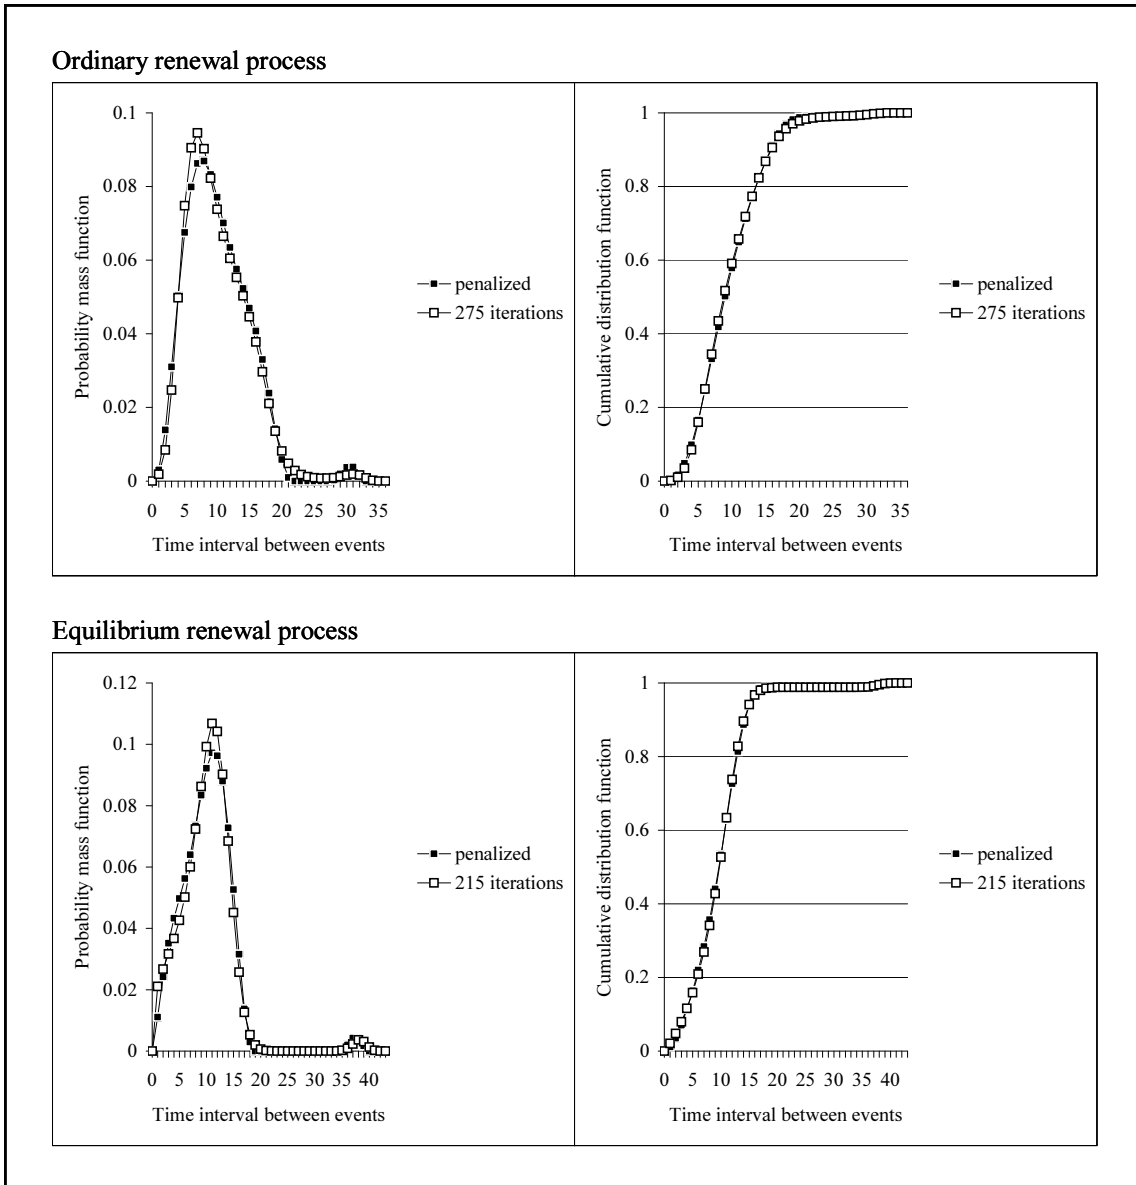 Ordinary renewal process
0.1
0.08
0.06
0.04
0.02
0
0 5 10 15 20 25 30 35
Probability mass function
Time interval between events
penalized
275 iterations
1
0.8
0.6
0.4
0.2
0
0 5 10 15 20 25 30 35
Cumulative distribution function
Time interval between events
penalized
275 iterations
Equilibrium renewal process
0.12
0.1
0.08
0.06
0.04
0.02
0
0 5 10 15 20 25 30 35 40
Probability mass function
Time interval between events
penalized
215 iterations
1
0.8
0.6
0.4
0.2
0
0 5 10 15 20 25 30 35 40
Cumulative distribution function
Time interval between events
penalized
215 iterations